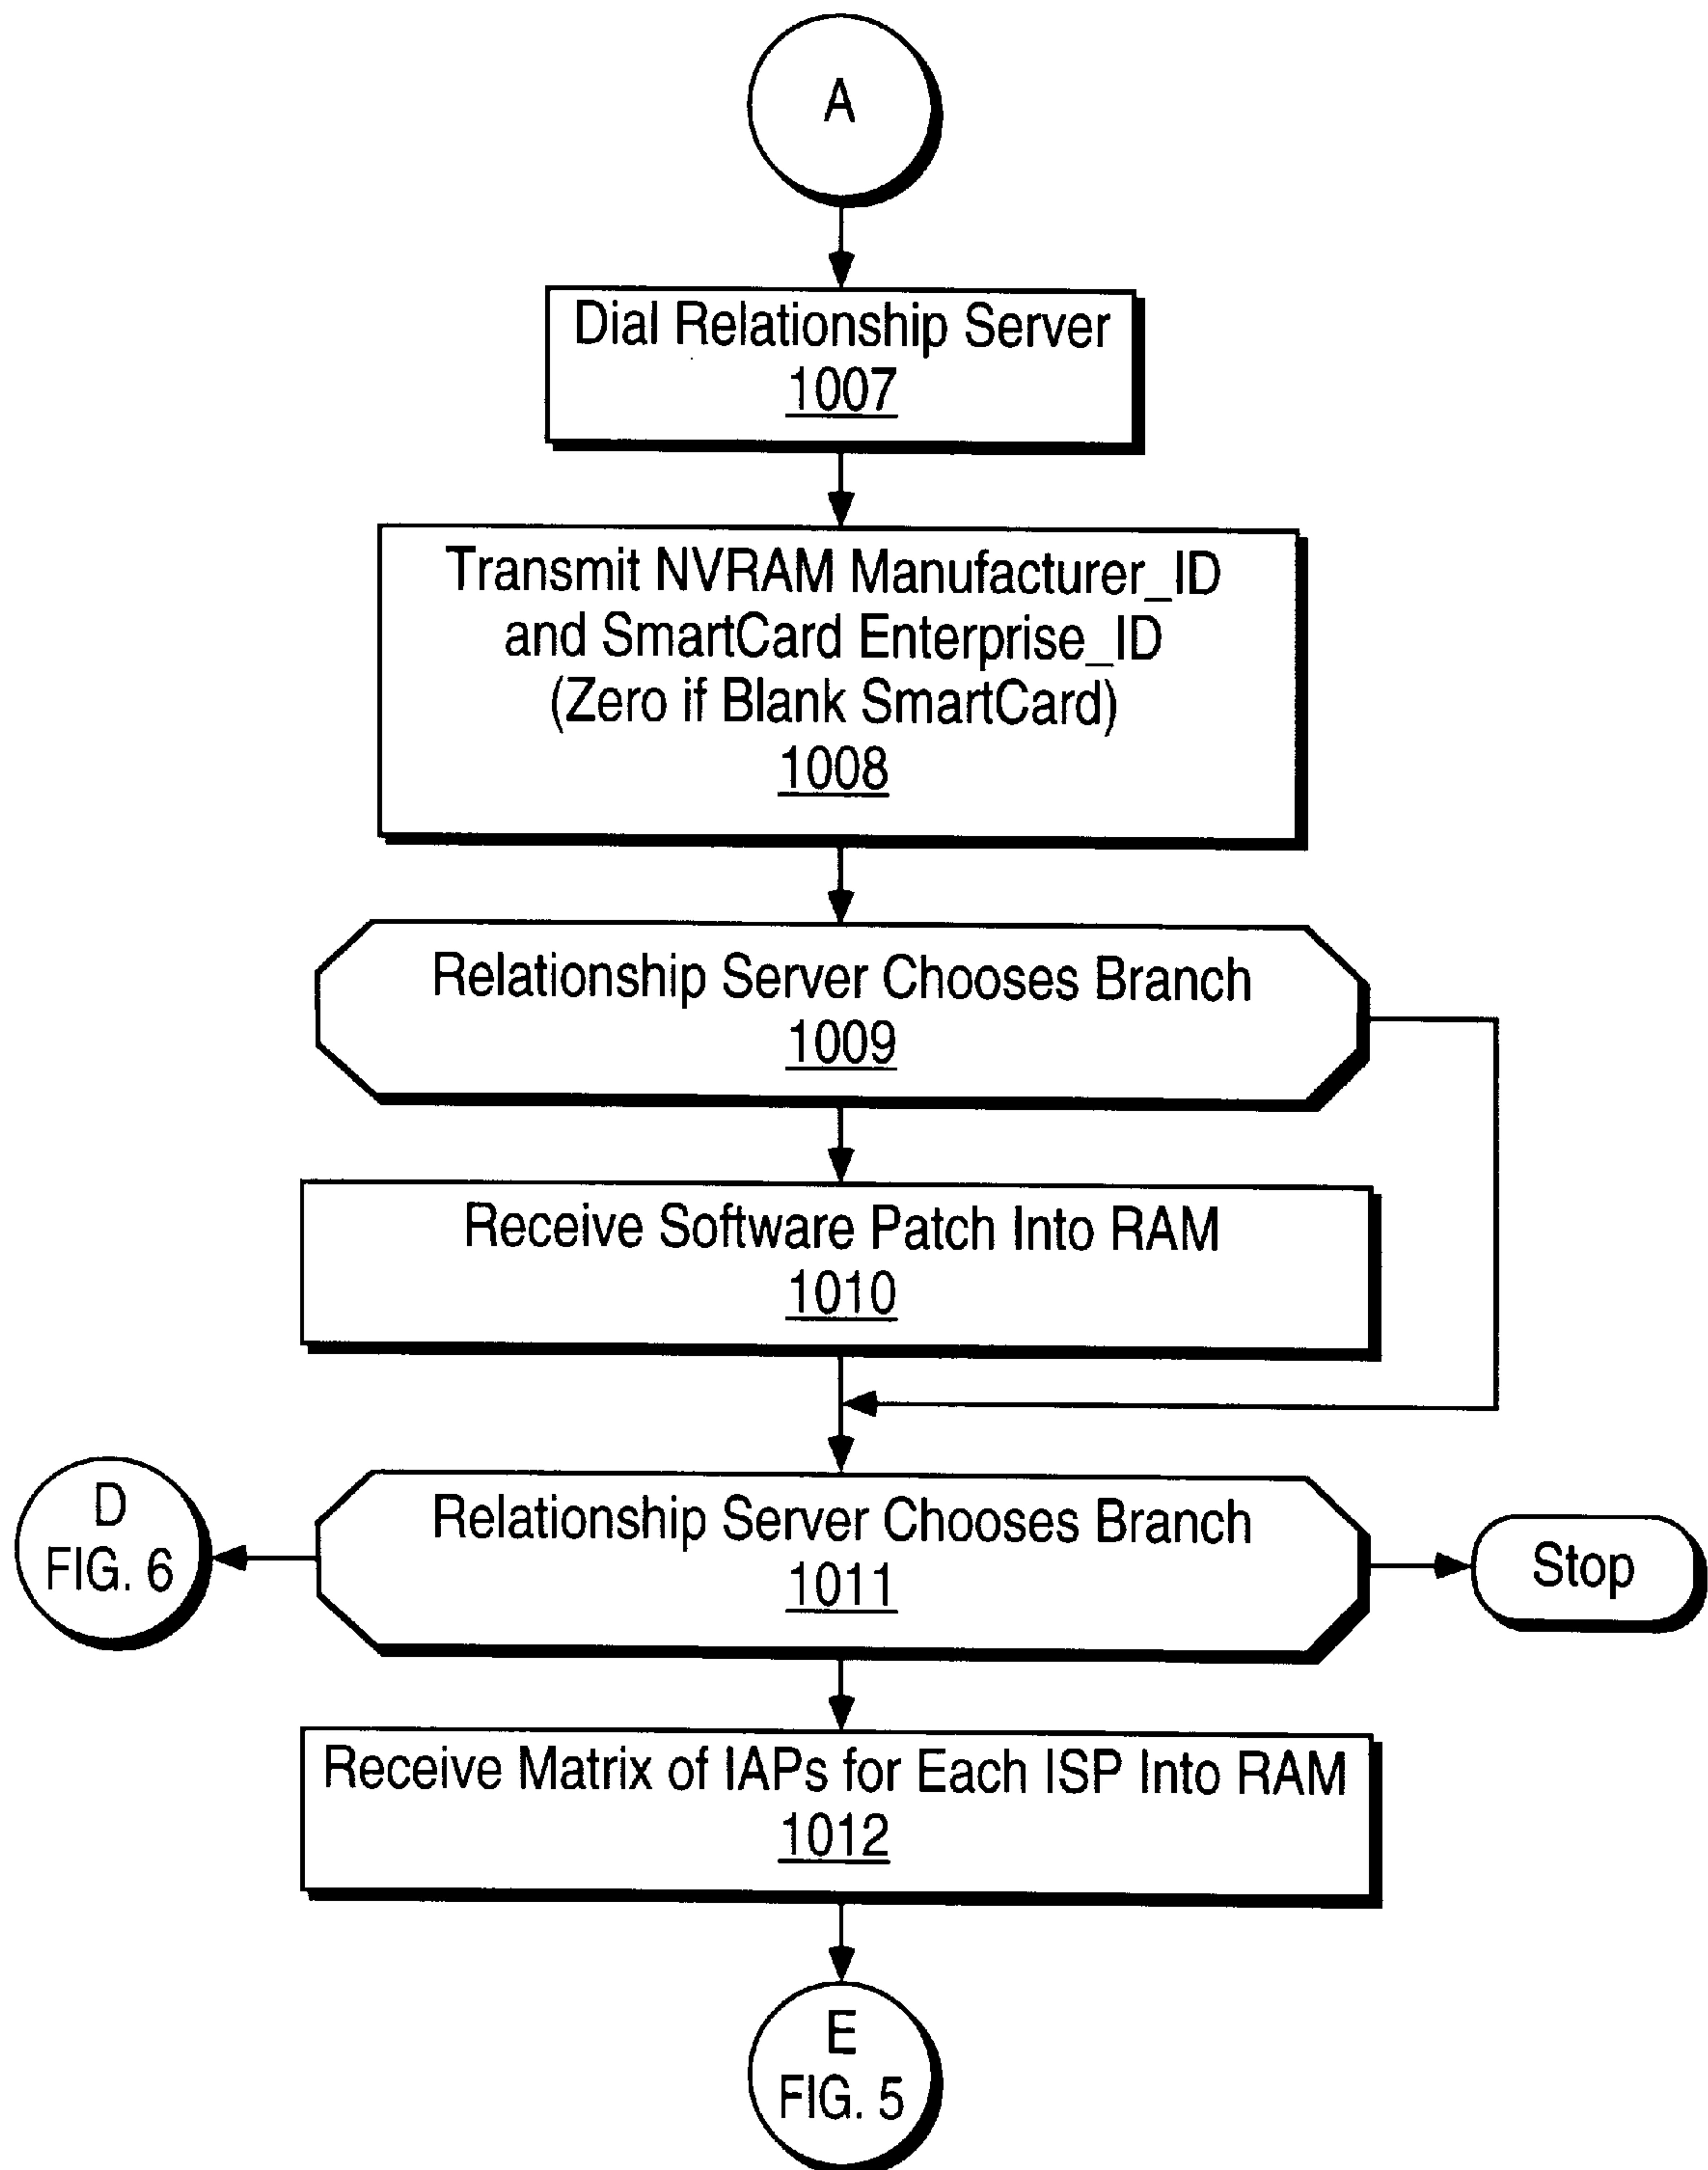 A
Dial Relationship Server
1007
Transmit NVRAM Manufacturer_ID
and SmartCard Enterprise_ID
(Zero if Blank SmartCard)
1008
Relationship Server Chooses Branch
1009
Receive Software Patch Into RAM
1010
D
FIG. 6
Relationship Server Chooses Branch
1011
Stop
Receive Matrix of IAPs for Each ISP Into RAM
1012
E
FIG. 5